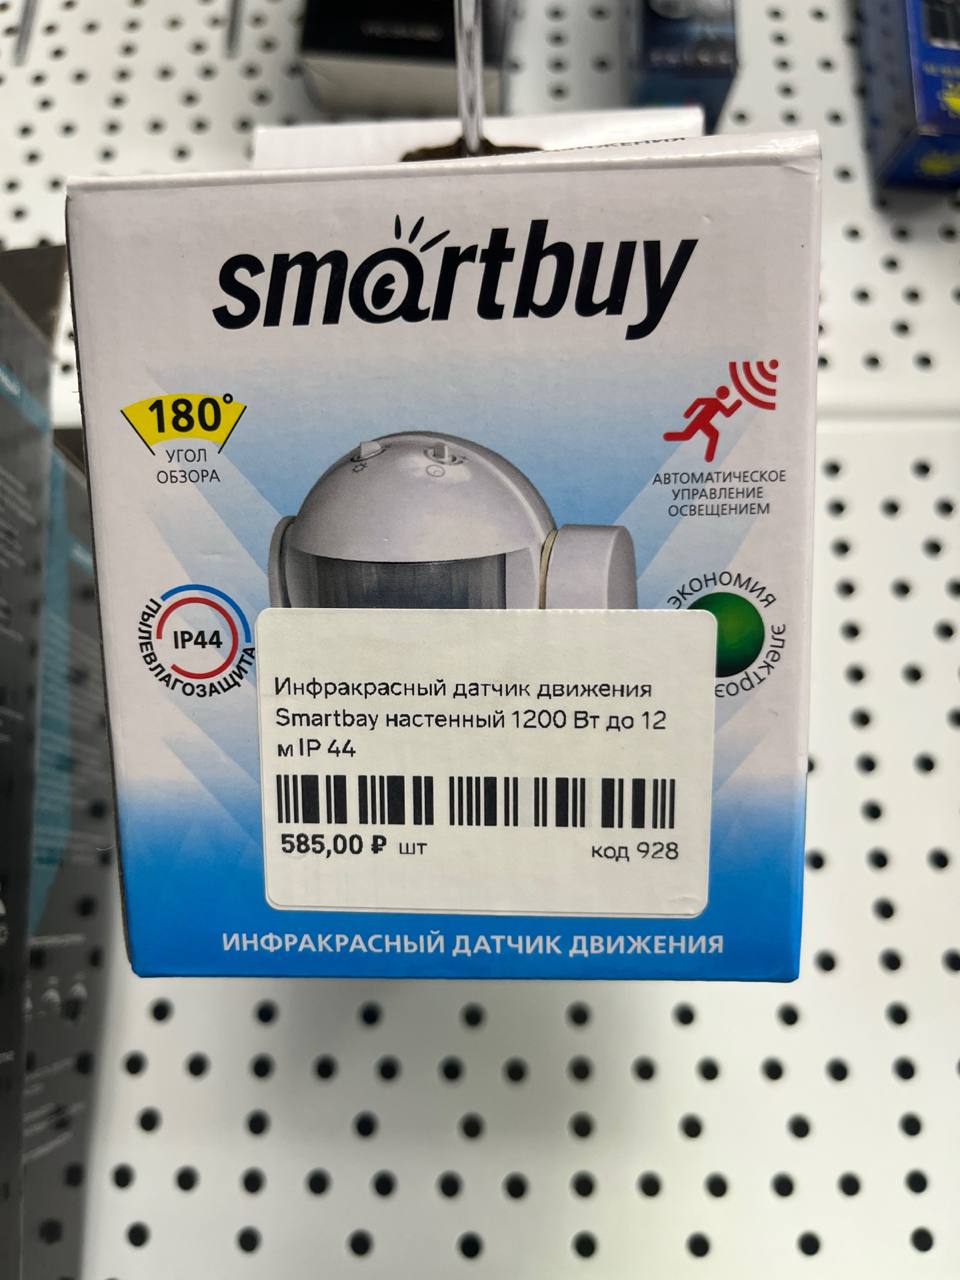 smartbuy
180°
УГОЛ
ОБЗОРА
АВТОМАТИЧЕСКОЕ
УПРАВЛЕНИЕ
ОСВЕЩЕНИЕМ
IP44
ПЫЛЕВЛАГОЗАЩИТА
ЭКОНОМИЯ
Инфракрасный датчик движения
Smartbay настенный 1200 Вт до 12
м IP 44
585,00 ₽ шт
код 928
ИНФРАКРАСНЫЙ ДАТЧИК ДВИЖЕНИЯ